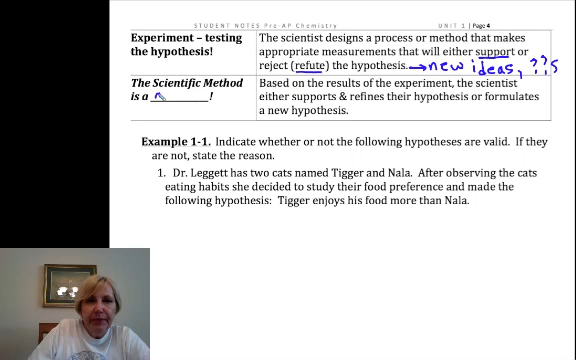 STUDENT NOTES Pre-AP Chemistry UNIT 1 | Page 4
Experiment – testing the hypothesis!
The scientist designs a process or method that makes
appropriate measurements that will either support or
reject (refute) the hypothesis. → new ideas, ??s
The Scientific Method
is a __________!
Based on the results of the experiment, the scientist
either supports & refines their hypothesis or formulates
a new hypothesis.
Example 1-1. Indicate whether or not the following hypotheses are valid. If they
are not, state the reason.
1. Dr. Leggett has two cats named Tigger and Nala. After observing the cats
eating habits she decided to study their food preference and made the
following hypothesis: Tigger enjoys his food more than Nala.